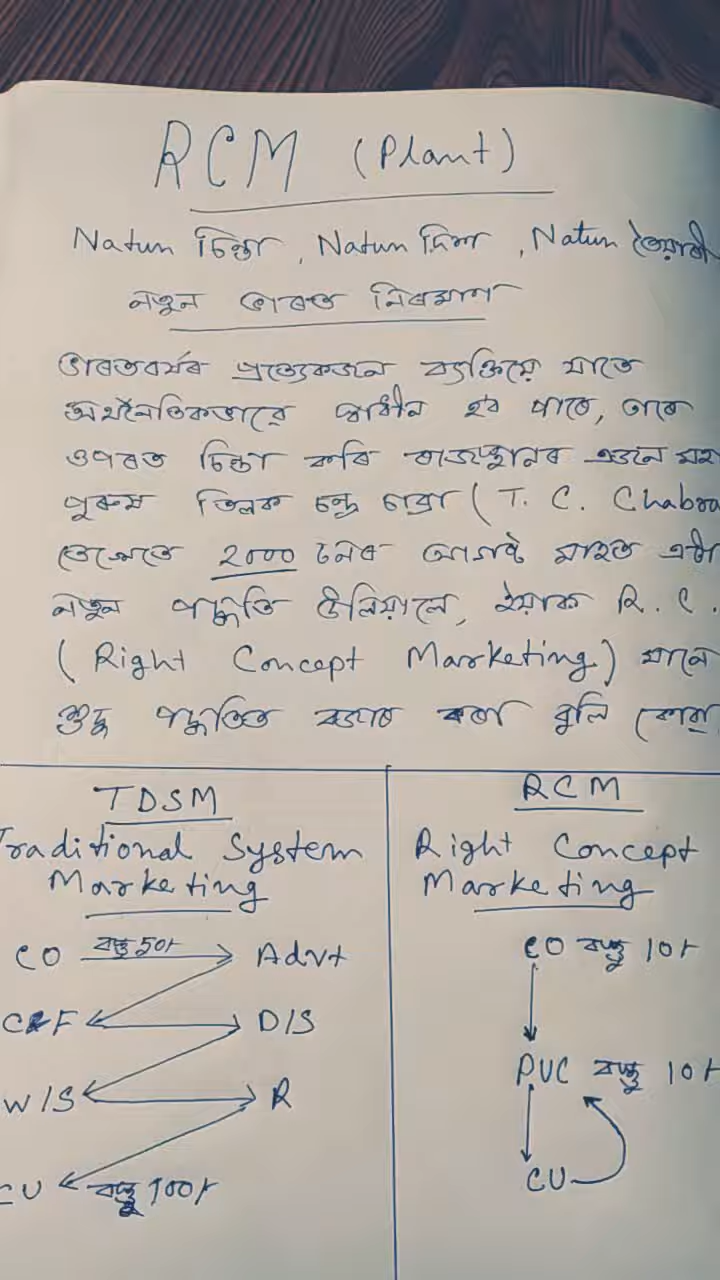 RCM (Plant)
Natun চিন্তা, Natun দিশা, Natun তৈয়াৰী
নতুন ভাৰত নিৰমাণ
ভাৰতবৰ্ষৰ প্ৰত্যেকজন ব্যক্তিয়ে যাতে
অৰ্থনৈতিকভাৱে স্বাধীন হব পাৰে, তাৰে
ওপৰত চিন্তা কৰি ৰাজস্থানৰ এজন মহ
পুৰুষ তিলক চন্দ্ৰ চাব্ৰা (T. C. Chabra
তেখেতে 2000 চনৰ আগষ্ট মাহত এটা
নতুন পদ্ধতি উলিয়ালে, ইয়াক R. C.
(Right Concept Marketing) মানে
শুদ্ধ পদ্ধতিত বজাৰ কৰা বুলি
TDSM
Traditional System
Marketing
CO বস্তু 50/- Advt
C&F D/S
W/S R
CU বস্তু 100/-
RCM
Right Concept
Marketing
CO বস্তু 10/-
PUC বস্তু 10/-
CU